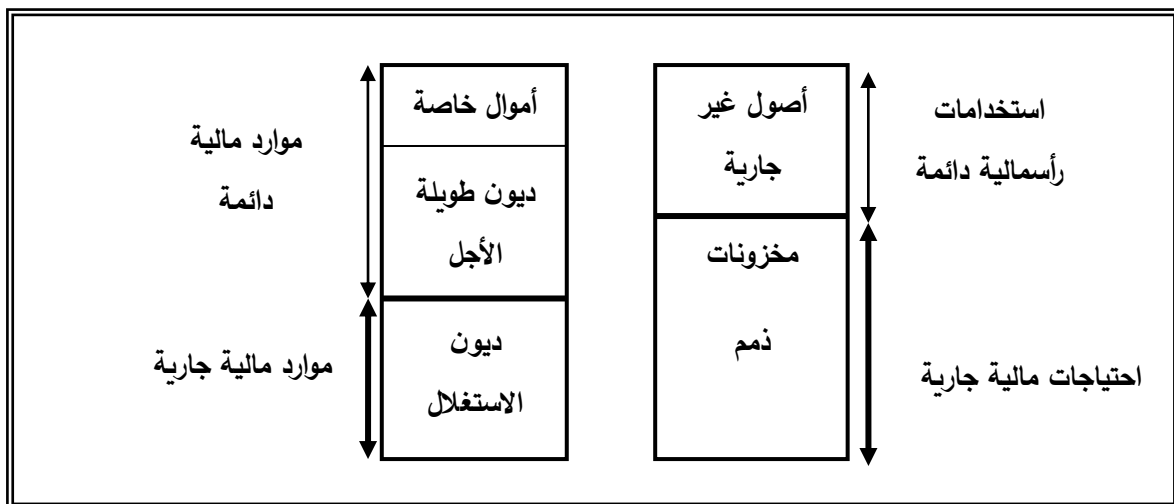 استخدامات
رأسمالية دائمة
احتياجات مالية جارية
أصول غير
جارية
مخزونات
ذمم
أموال خاصة
ديون طويلة
الأجل
ديون
الاستغلال
موارد مالية
دائمة
موارد مالية جارية